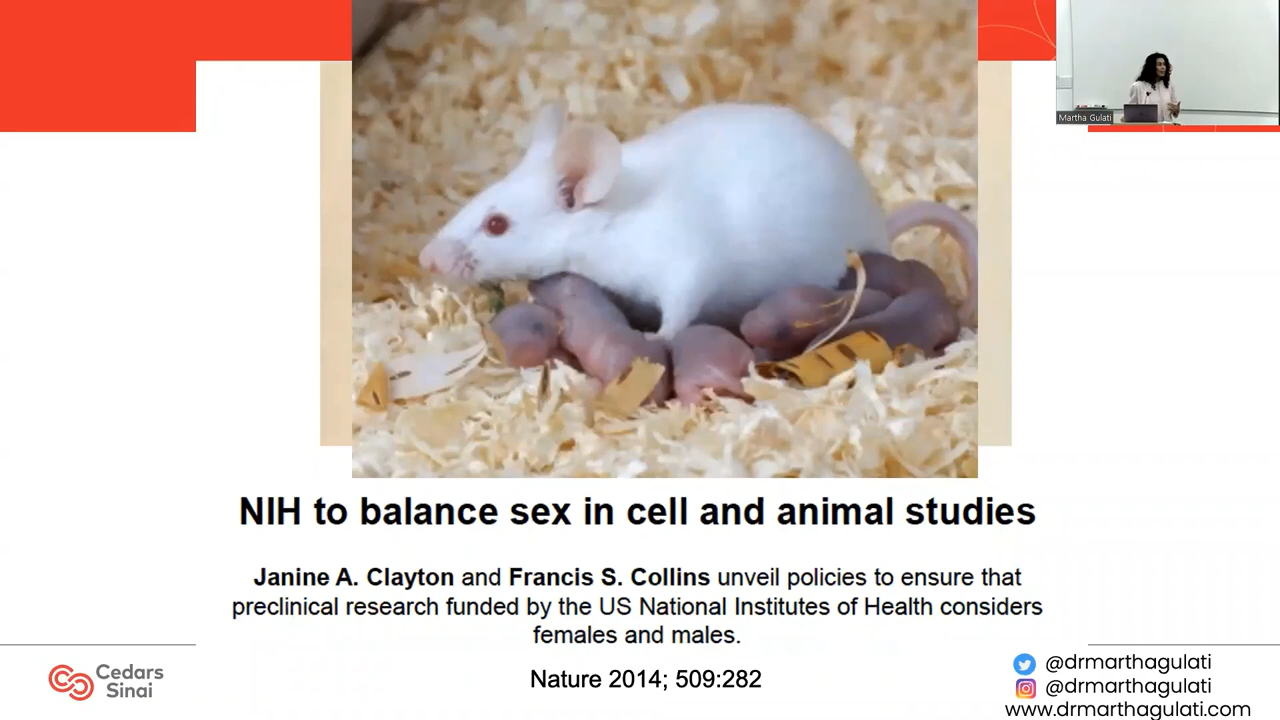 Martha Gulati
NIH to balance sex in cell and animal studies
Janine A. Clayton and Francis S. Collins unveil policies to ensure that
preclinical research funded by the US National Institutes of Health considers
females and males.
Nature 2014; 509:282
Cedars
Sinai
@drmarthagulati
@drmarthagulati
www.drmarthagulati.com